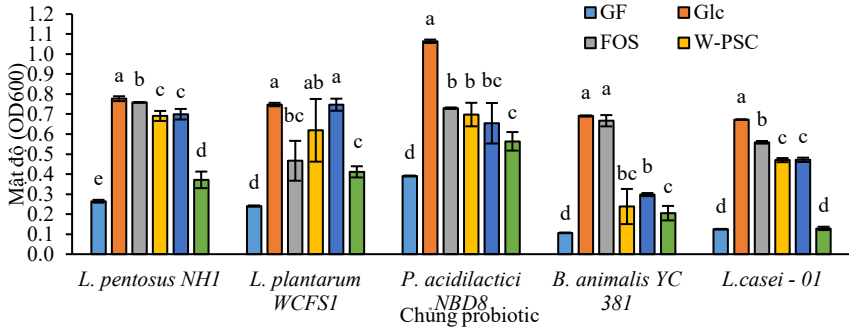 GF Glc
FOS W-PSC
Mật độ (OD600)
1.2
1.1
1.0
0.9
0.8
0.7
0.6
0.5
0.4
0.3
0.2
0.1
0.0
e a b c c d
d a bc ab a c
d a b b bc c
d a a bc b c
d a b c c d
L. pentosus NH1 L. plantarum WCFS1 P. acidilactici NBD8 B. animalis YC 381 L.casei - 01
Chủng probiotic